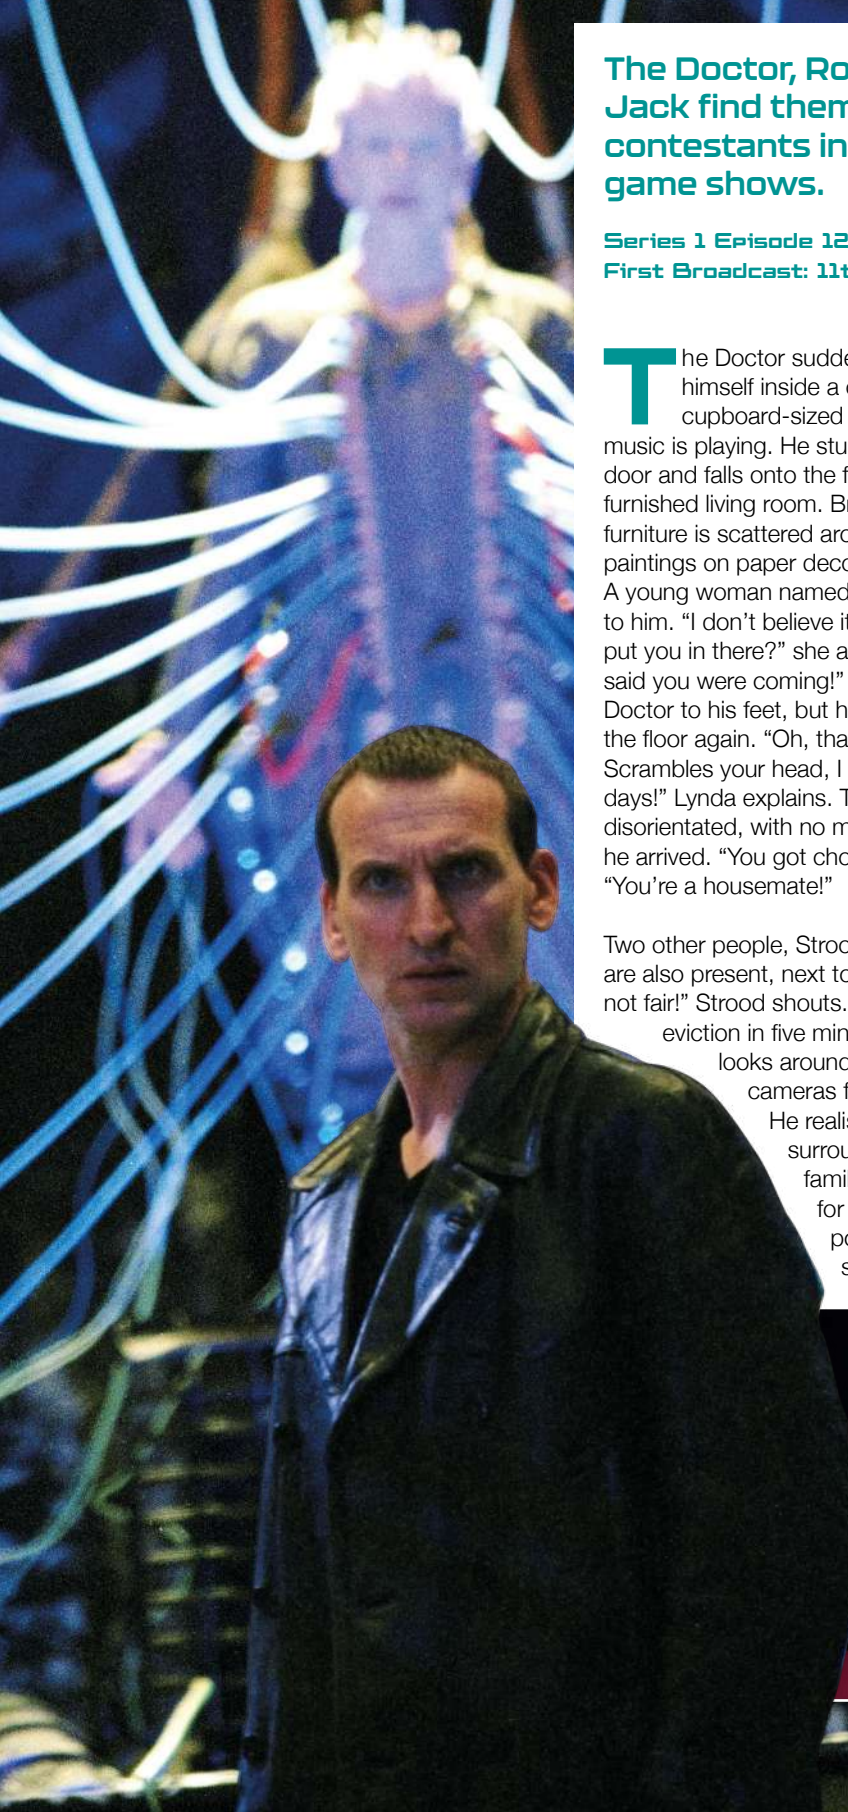 The Doctor, Ro
Jack find them
contestants in
game shows.
Series 1 Episode 12
First Broadcast: 11t
The Doctor sudde
himself inside a
cupboard-sized
music is playing. He stu
door and falls onto the f
furnished living room. Br
furniture is scattered aro
paintings on paper deco
A young woman named
to him. “I don’t believe it
put you in there?” she a
said you were coming!”
Doctor to his feet, but h
the floor again. “Oh, tha
Scrambles your head, I
days!” Lynda explains. T
disorientated, with no m
he arrived. “You got cho
“You’re a housemate!”
Two other people, Stroo
are also present, next to
not fair!” Strood shouts.
eviction in five min
looks around
cameras f
He realis
surrou
famil
for
po
s